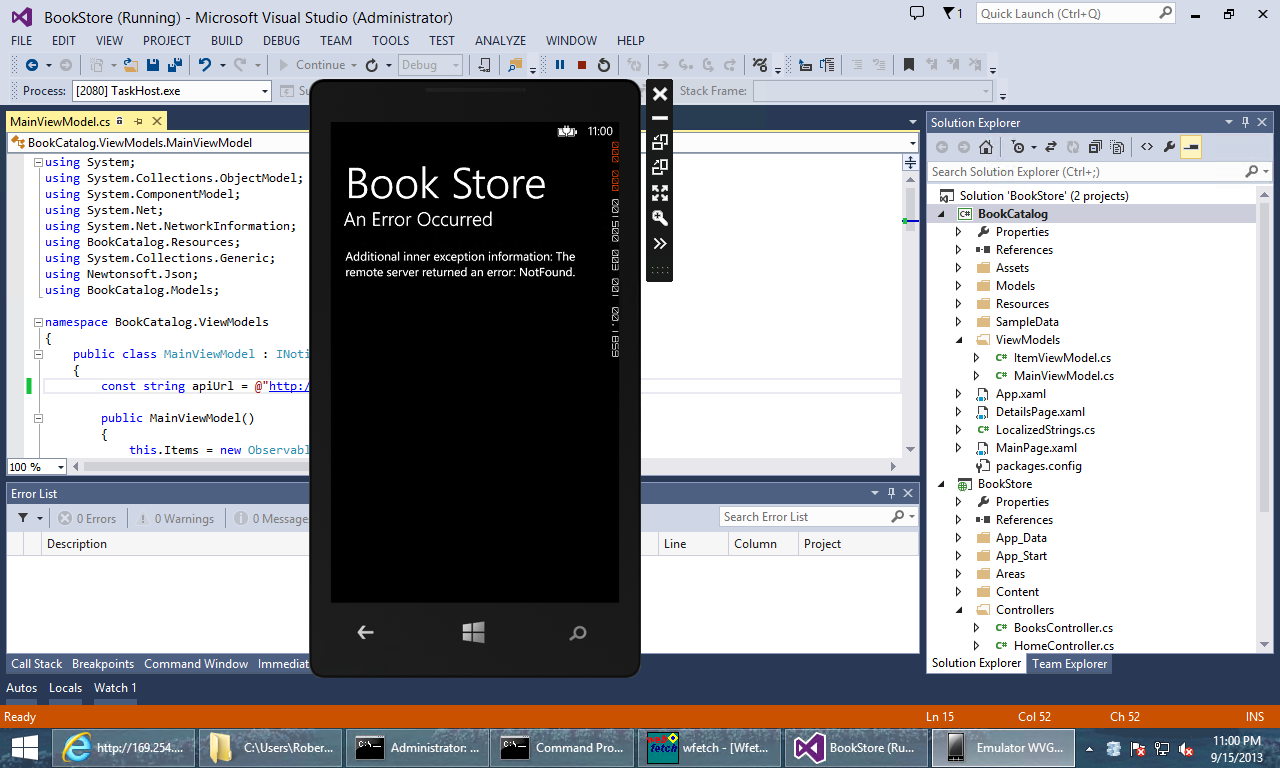 BookStore (Running) - Microsoft Visual Studio (Administrator)
1
Quick Launch (Ctrl+Q)
FILE EDIT VIEW PROJECT BUILD DEBUG TEAM TOOLS TEST ANALYZE WINDOW HELP
Continue
Debug
Process: [2080] TaskHost.exe
Stack Frame:
MainViewModel.cs
BookCatalog.ViewModels.MainViewModel
using System;
using System.Collections.ObjectModel;
using System.ComponentModel;
using System.Net;
using System.Net.NetworkInformation;
using BookCatalog.Resources;
using System.Collections.Generic;
using Newtonsoft.Json;
using BookCatalog.Models;
namespace BookCatalog.ViewModels
{
public class MainViewModel : INoti
{
const string apiUrl = @"http:/
public MainViewModel()
{
this.Items = new Observabl
100 %
11:00
Book Store
An Error Occurred
Additional inner exception information: The
remote server returned an error: NotFound.
Error List
0 Errors
0 Warnings
0 Message
Search Error List
Description
Line
Column
Project
Call Stack Breakpoints Command Window Immediat
Autos Locals Watch 1
Solution Explorer
Search Solution Explorer (Ctrl+;)
Solution 'BookStore' (2 projects)
BookCatalog
Properties
References
Assets
Models
Resources
SampleData
ViewModels
ItemViewModel.cs
MainViewModel.cs
App.xaml
DetailsPage.xaml
LocalizedStrings.cs
MainPage.xaml
packages.config
BookStore
Properties
References
App_Data
App_Start
Areas
Content
Controllers
BooksController.cs
HomeController.cs
Solution Explorer Team Explorer
Ready
Ln 15
Col 52
Ch 52
INS
http://169.254....
C:\Users\Rober...
Administrator: ...
Command Pro...
wfetch - [Wfet...
BookStore (Ru...
Emulator WVG...
11:00 PM
9/15/2013